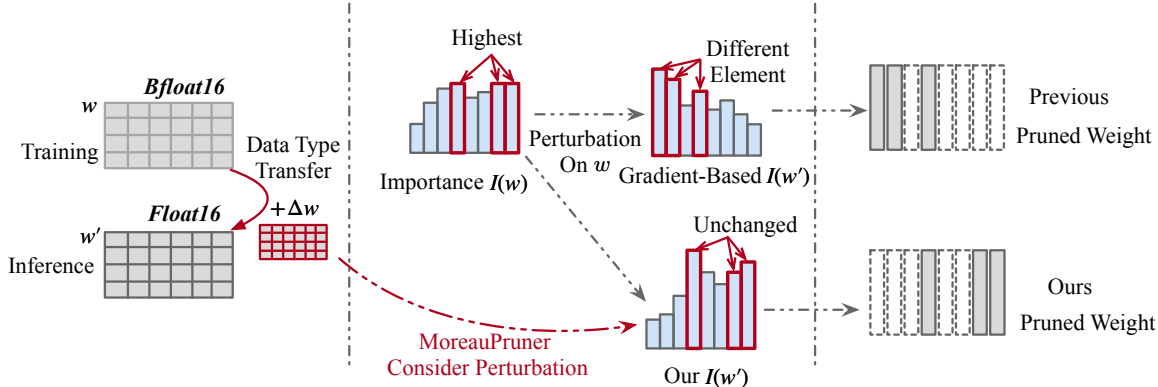 Bfloat16
w
Training
Data Type
Transfer
+Δw
Float16
w'
Inference
Highest
Importance I(w)
Perturbation
On w
Different
Element
Gradient-Based I(w')
Unchanged
Our I(w')
MoreauPruner
Consider Perturbation
Previous
Pruned Weight
Ours
Pruned Weight